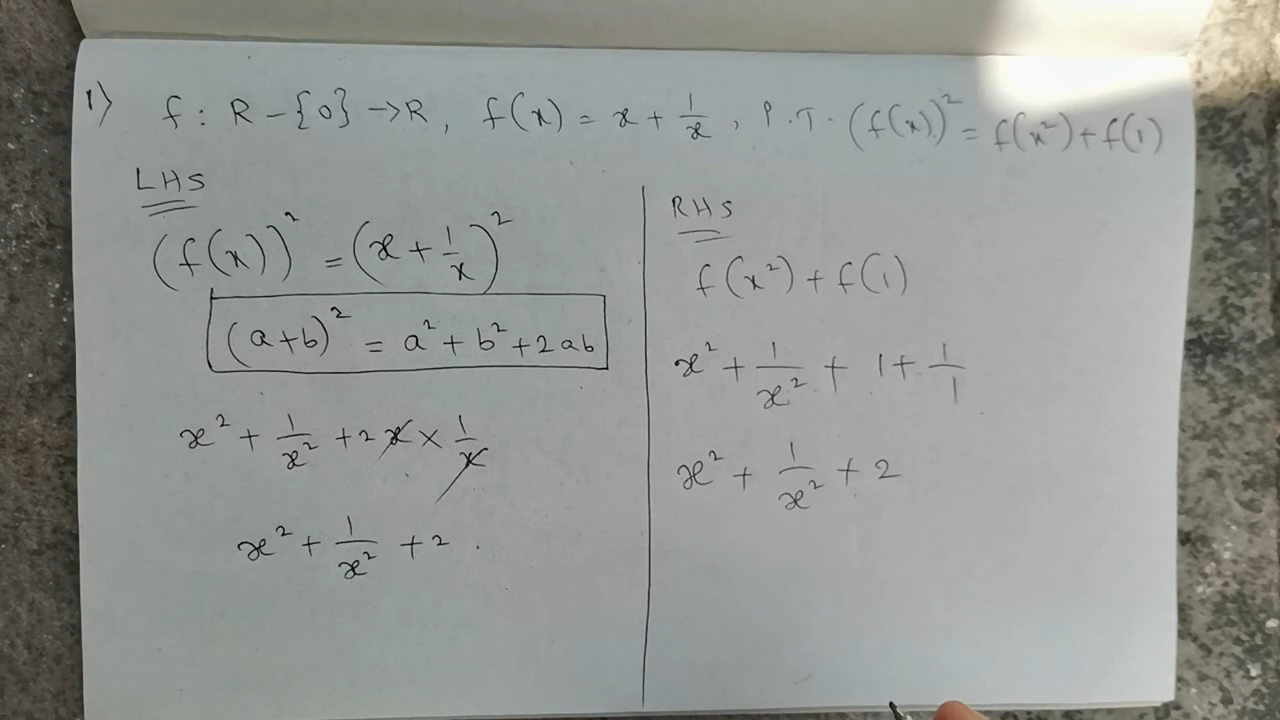 1) f : R - {0} → R, f(x) = x + 1/x, P.T. (f(x))² = f(x²) + f(1)
LHS
(f(x))² = (x + 1/x)²
(a+b)² = a² + b² + 2ab
x² + 1/x² + 2 x × 1/x
x² + 1/x² + 2 .
RHS
f(x²) + f(1)
x² + 1/x² + 1 + 1/1
x² + 1/x² + 2